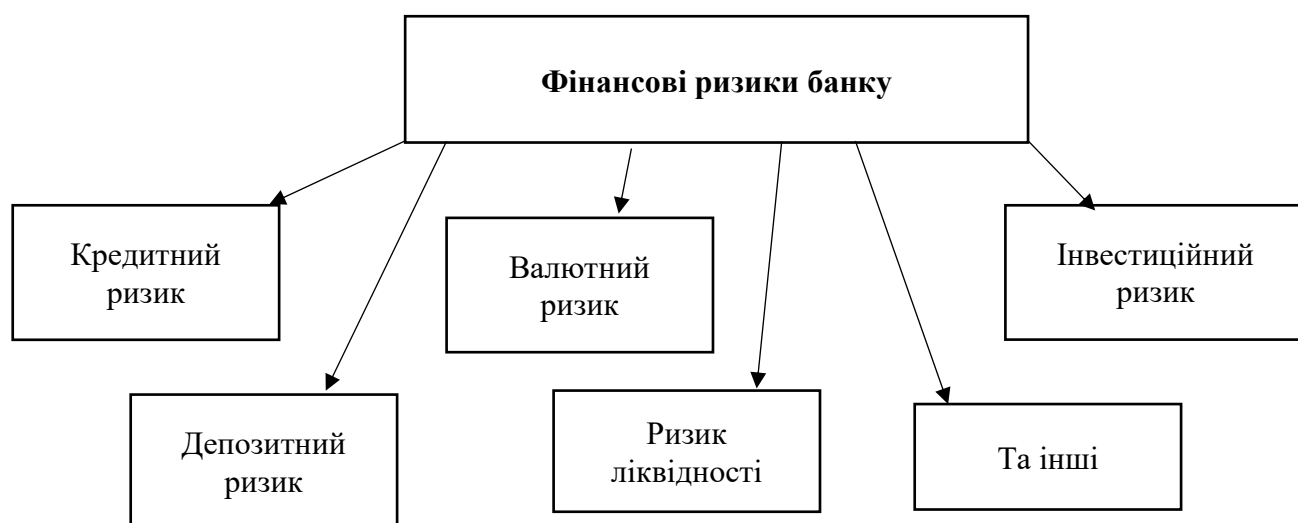 Фінансові ризики банку
Кредитний
ризик
Валютний
ризик
Інвестиційний
ризик
Депозитний
ризик
Ризик
ліквідності
Та інші